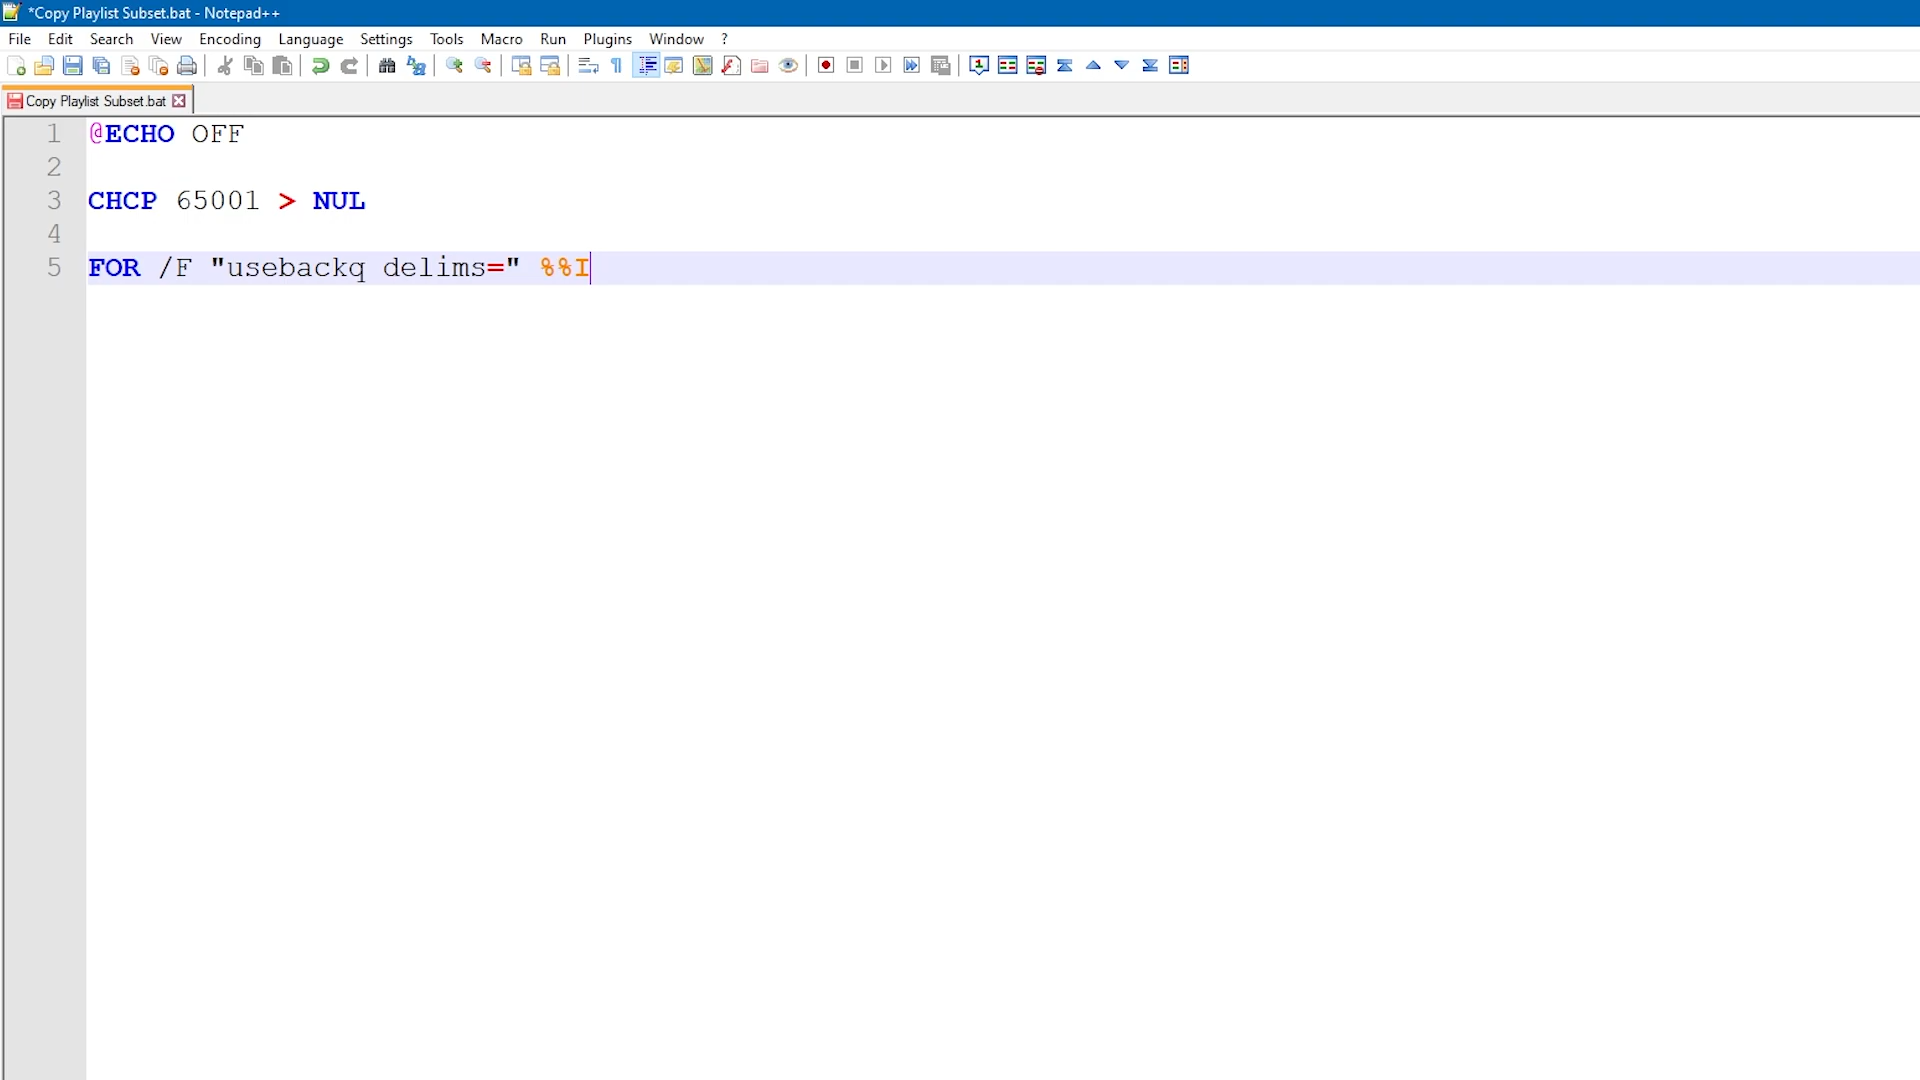 *Copy Playlist Subset.bat - Notepad++
File Edit Search View Encoding Language Settings Tools Macro Run Plugins Window ?
Copy Playlist Subset.bat
1 @ECHO OFF
2
3 CHCP 65001 > NUL
4
5 FOR /F "usebackq delims=" %%I